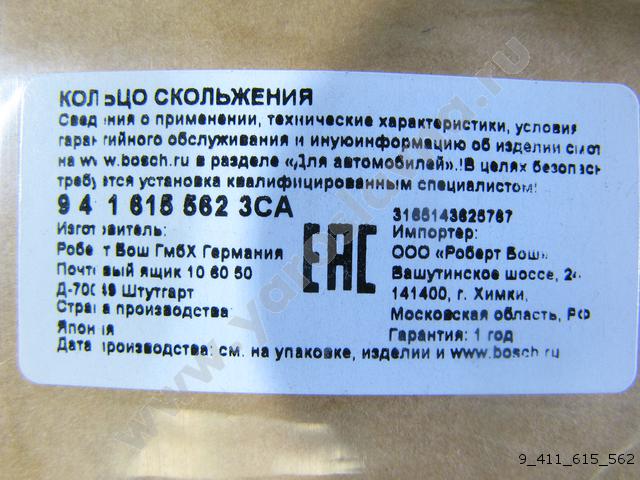 КОЛЬЦО СКОЛЬЖЕНИЯ
Сведения о применении, технические характеристики, условия
гарантийного обслуживания и инуюинформацию об изделии смот
на www.bosch.ru в разделе «Для автомобилей».!В целях безопасн
требуется установка квалифицированным специалистом!
9 411 615 562 3CA
3165143625767
Изготовитель:
Роберт Бош ГмбХ Германия
Почтовый ящик 10 60 50
Д-70049 Штутгарт
Страна производства:
Япония
Импортер:
ООО «Роберт Бош»
Вашутинское шоссе, 24
141400, г. Химки,
Московская область, РФ
Гарантия: 1 год
Дата производства: см. на упаковке, изделии и www.bosch.ru
EAC
9_411_615_562